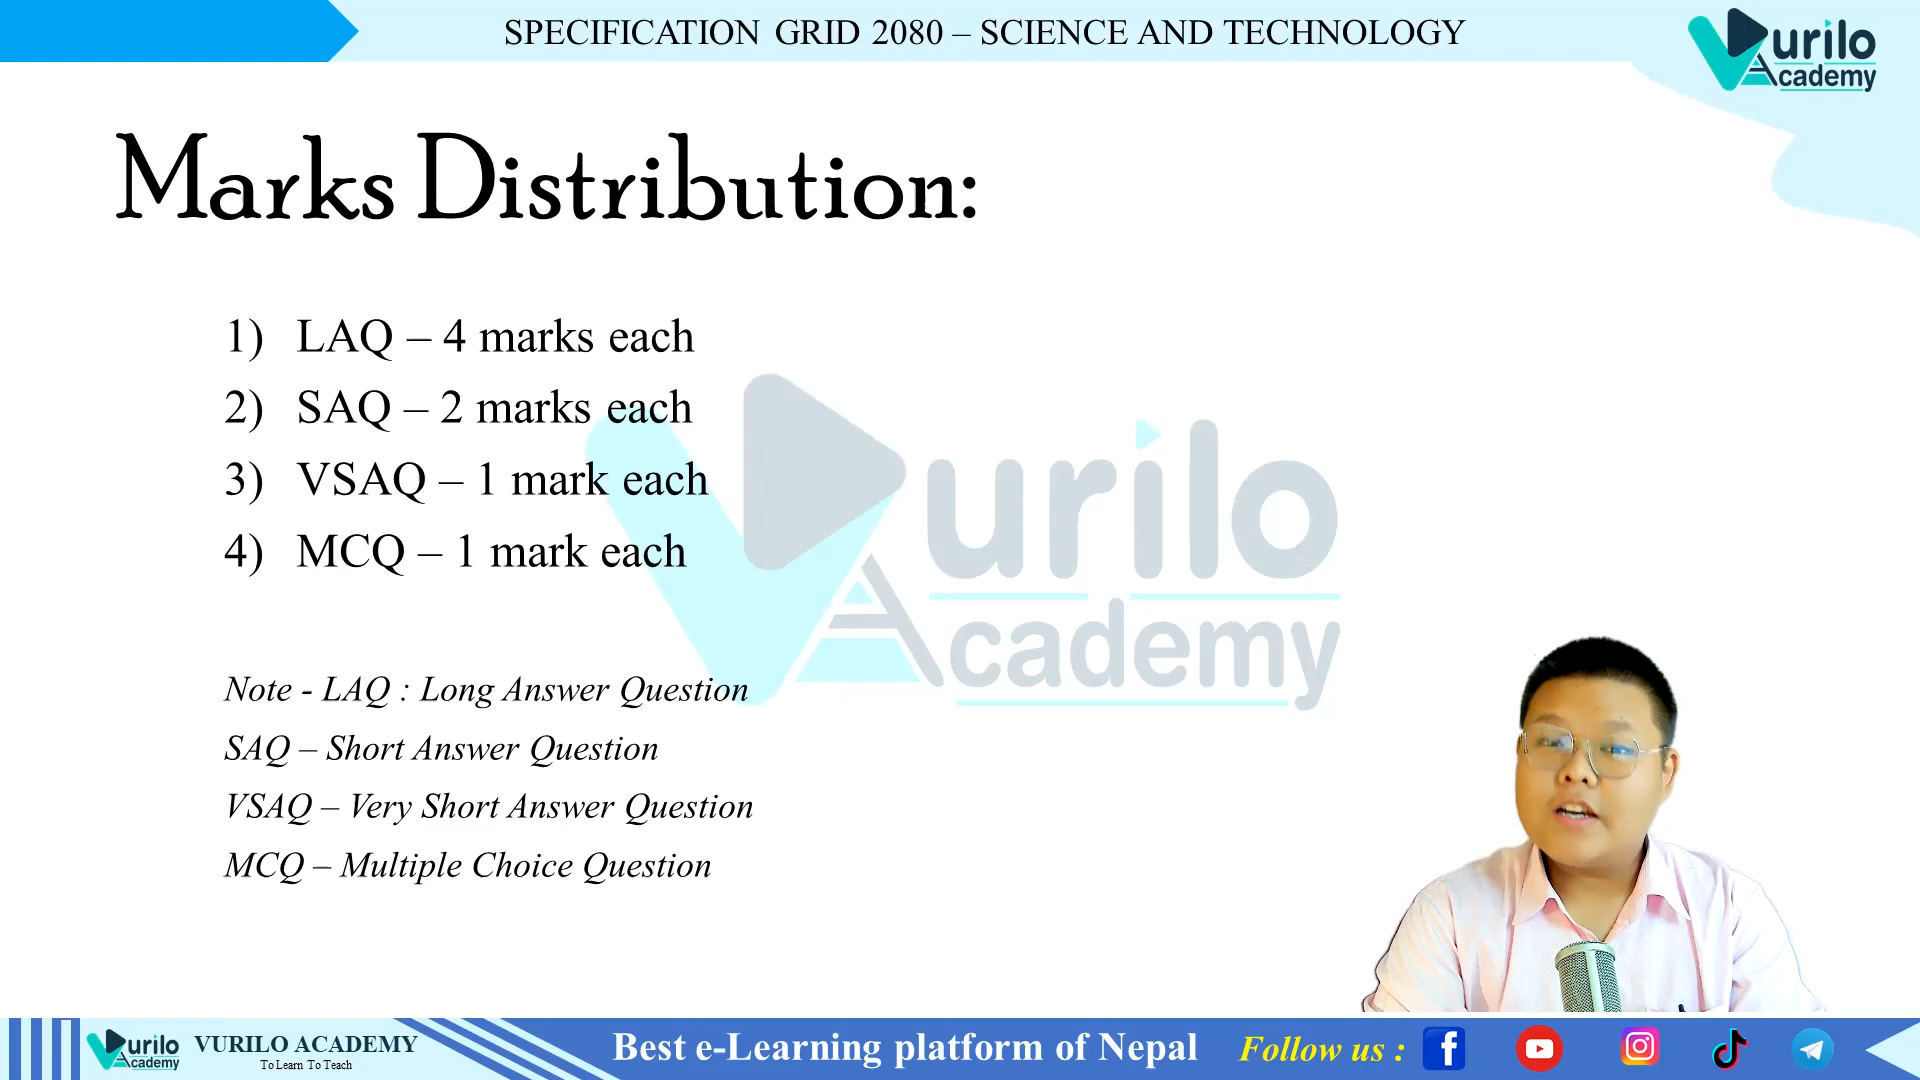 SPECIFICATION GRID 2080 – SCIENCE AND TECHNOLOGY
Vurilo
Academy
Marks Distribution:
1) LAQ – 4 marks each
2) SAQ – 2 marks each
3) VSAQ – 1 mark each
4) MCQ – 1 mark each
Vurilo
Academy
Note - LAQ : Long Answer Question
SAQ – Short Answer Question
VSAQ – Very Short Answer Question
MCQ – Multiple Choice Question
Vurilo
Academy
VURILO ACADEMY
To Learn To Teach
Best e-Learning platform of Nepal
Follow us :